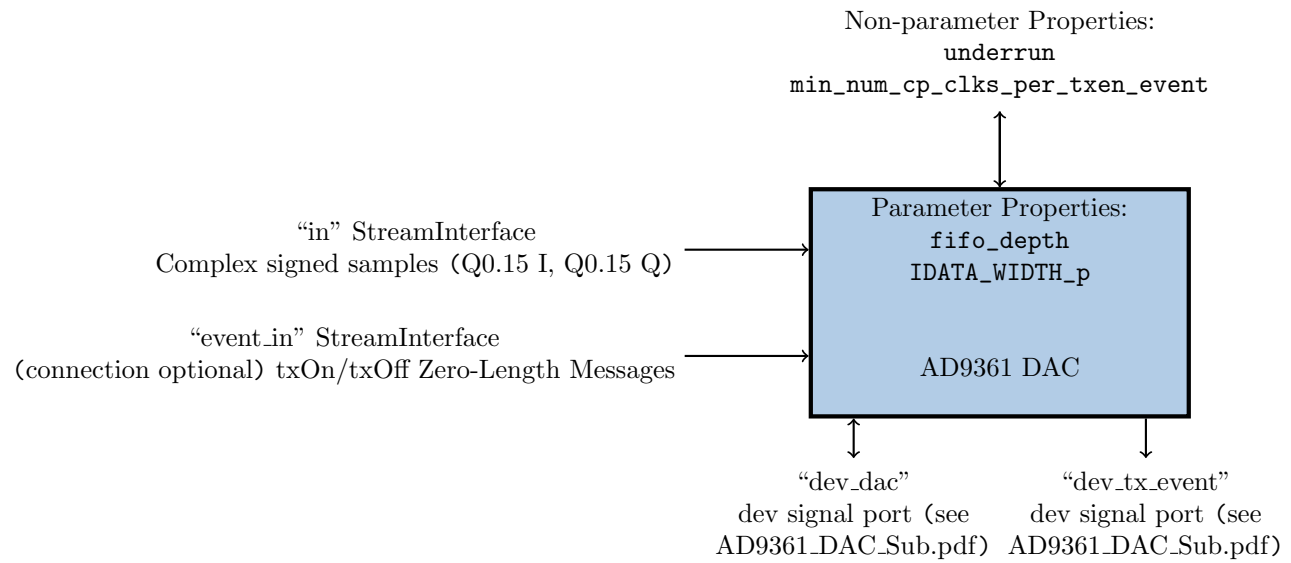 Non-parameter Properties:
underrun
min_num_cp_clks_per_txen_event
Parameter Properties:
fifo_depth
IDATA_WIDTH_p
“in” StreamInterface
Complex signed samples (Q0.15 I, Q0.15 Q)
“event_in” StreamInterface
(connection optional) txOn/txOff Zero-Length Messages
AD9361 DAC
“dev_dac”
dev signal port (see
AD9361_DAC_Sub.pdf)
“dev_tx_event”
dev signal port (see
AD9361_DAC_Sub.pdf)